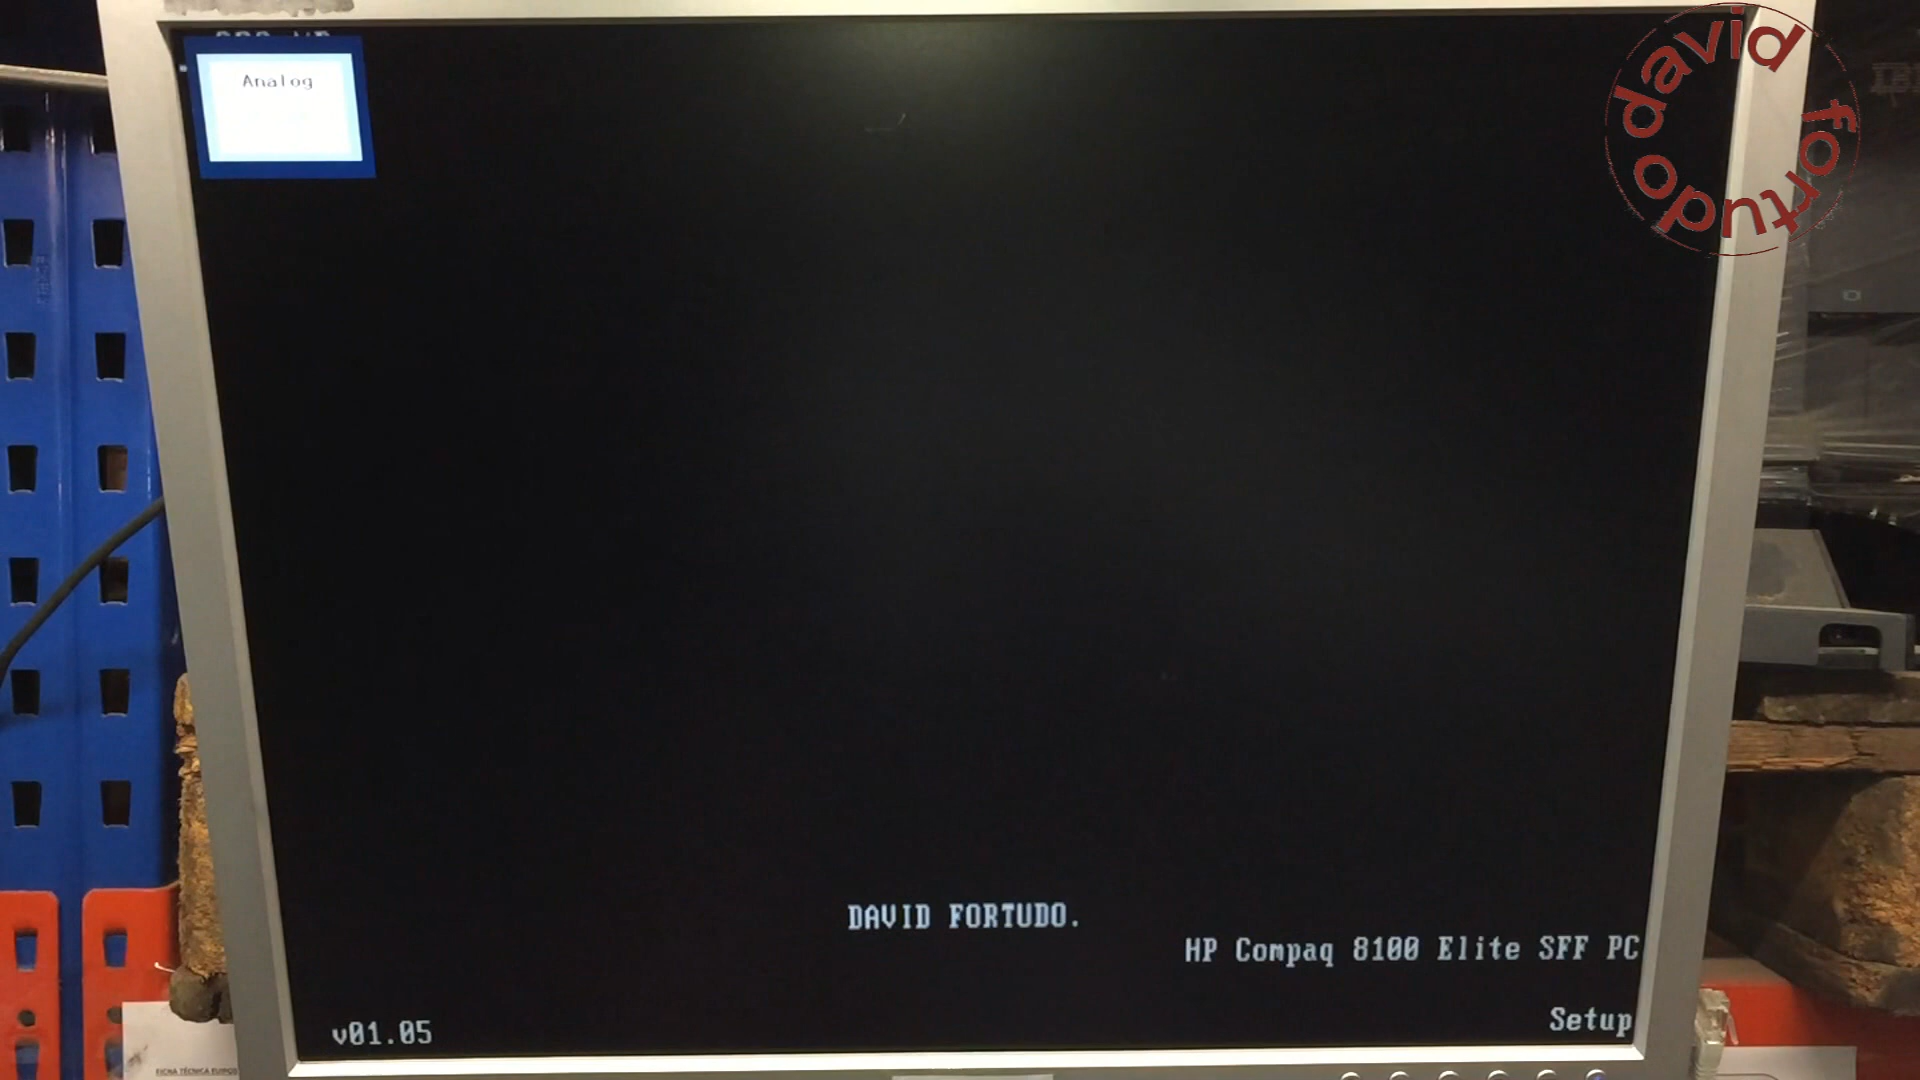 Analog
david fortudo
DAVID FORTUDO.
HP Compaq 8100 Elite SFF PC
Setup
v01.05